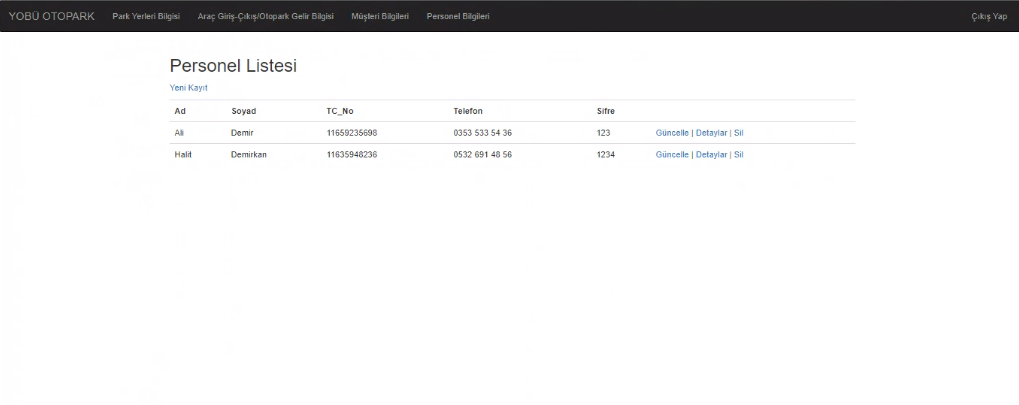 YOBÜ OTOPARK Park Yerleri Bilgisi Araç Giriş-Çıkış/Otopark Gelir Bilgisi Müşteri Bilgileri Personel Bilgileri Çıkış Yap
Personel Listesi
Yeni Kayıt
Ad Soyad TC_No Telefon Sifre
Ali Demir 11659235698 0353 533 54 36 123 Güncelle | Detaylar | Sil
Halit Demirkan 11635948236 0532 691 48 56 1234 Güncelle | Detaylar | Sil